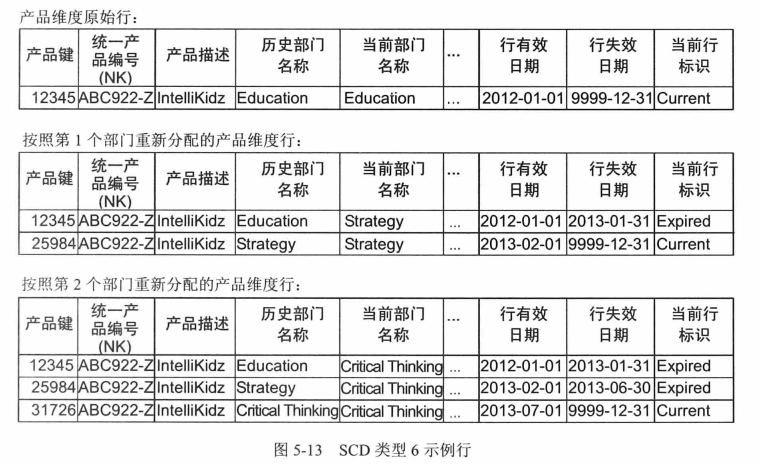 产品维度原始行：
产品键 统一产品编号(NK) 产品描述 历史部门名称 当前部门名称 ... 行有效日期 行失效日期 当前行标识
12345 ABC922-Z IntelliKidz Education Education ... 2012-01-01 9999-12-31 Current
按照第 1 个部门重新分配的产品维度行：
产品键 统一产品编号(NK) 产品描述 历史部门名称 当前部门名称 ... 行有效日期 行失效日期 当前行标识
12345 ABC922-Z IntelliKidz Education Strategy ... 2012-01-01 2013-01-31 Expired
25984 ABC922-Z IntelliKidz Strategy Strategy ... 2013-02-01 9999-12-31 Current
按照第 2 个部门重新分配的产品维度行：
产品键 统一产品编号(NK) 产品描述 历史部门名称 当前部门名称 ... 行有效日期 行失效日期 当前行标识
12345 ABC922-Z IntelliKidz Education Critical Thinking ... 2012-01-01 2013-01-31 Expired
25984 ABC922-Z IntelliKidz Strategy Critical Thinking ... 2013-02-01 2013-06-30 Expired
31726 ABC922-Z IntelliKidz Critical Thinking Critical Thinking ... 2013-07-01 9999-12-31 Current
图 5-13 SCD 类型 6 示例行